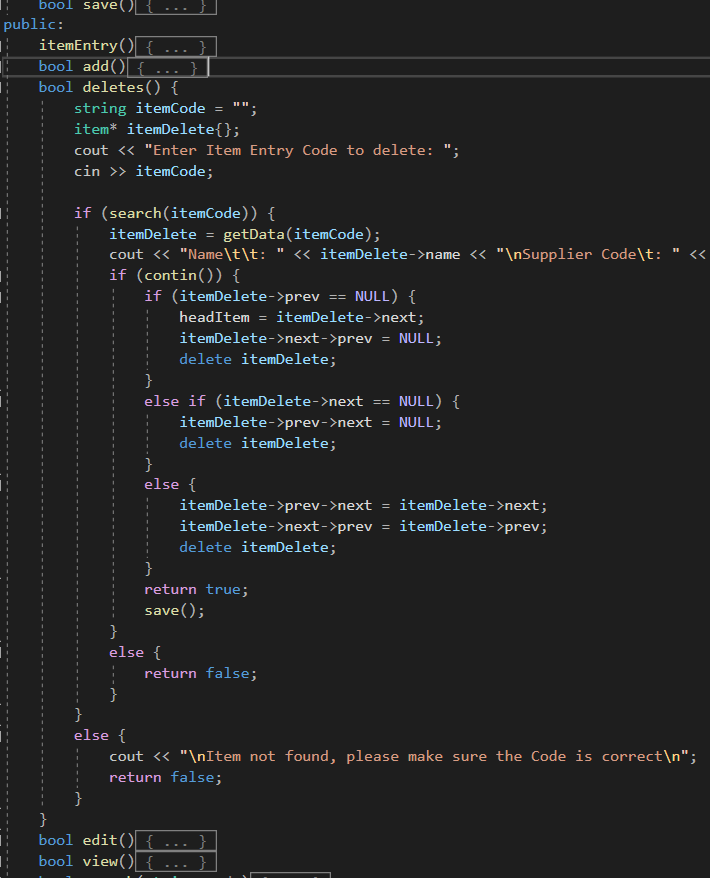 bool save() { ... }
public:
itemEntry() { ... }
bool add() { ... }
bool deletes() {
string itemCode = "";
item* itemDelete{};
cout << "Enter Item Entry Code to delete: ";
cin >> itemCode;
if (search(itemCode)) {
itemDelete = getData(itemCode);
cout << "Name\t\t: " << itemDelete->name << "\nSupplier Code\t: " <<
if (contin()) {
if (itemDelete->prev == NULL) {
headItem = itemDelete->next;
itemDelete->next->prev = NULL;
delete itemDelete;
}
else if (itemDelete->next == NULL) {
itemDelete->prev->next = NULL;
delete itemDelete;
}
else {
itemDelete->prev->next = itemDelete->next;
itemDelete->next->prev = itemDelete->prev;
delete itemDelete;
}
return true;
save();
}
else {
return false;
}
}
else {
cout << "\nItem not found, please make sure the Code is correct\n";
return false;
}
}
bool edit() { ... }
bool view() { ... }